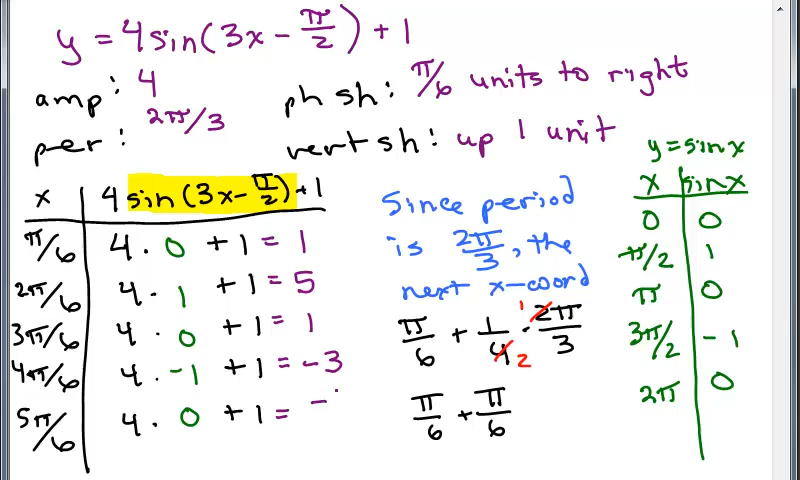 y = 4 sin(3x - π/2) + 1
amp: 4
ph sh: π/6 units to right
per: 2π/3
vert sh: up 1 unit
x | 4 sin(3x - π/2) + 1
π/6 | 4 · 0 + 1 = 1
2π/6 | 4 · 1 + 1 = 5
3π/6 | 4 · 0 + 1 = 1
4π/6 | 4 · -1 + 1 = -3
5π/6 | 4 · 0 + 1 = -
Since period
is 2π/3, the
next x-coord
π/6 + 1/4 · 2π/3
1 2
π/6 + π/6
y = sin x
x | sin x
0 | 0
π/2 | 1
π | 0
3π/2 | -1
2π | 0